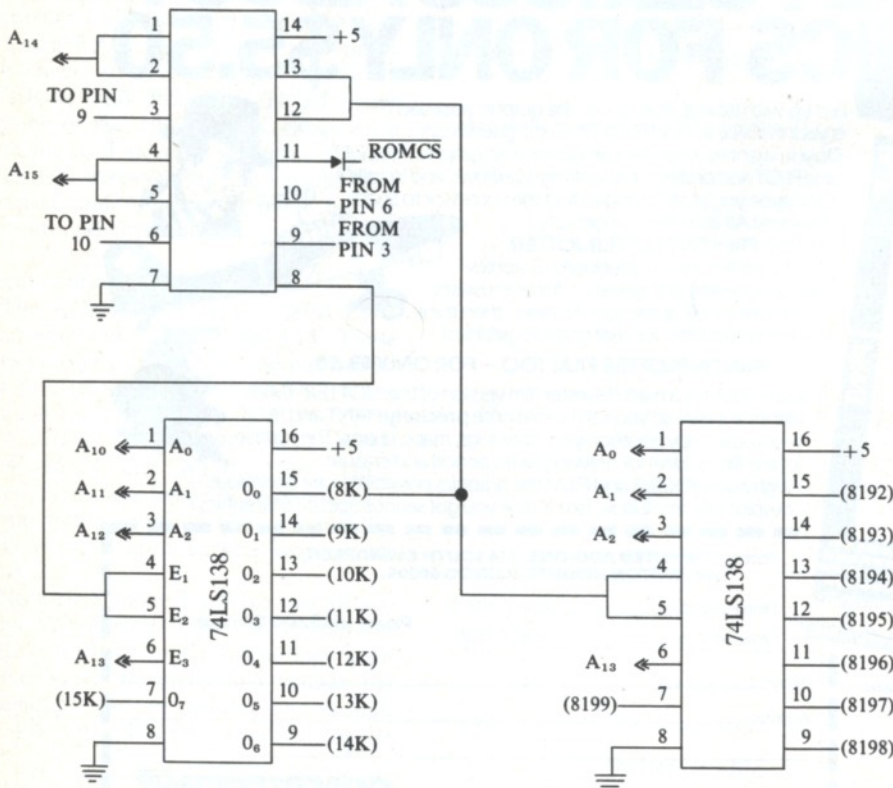 1 14 +5
A14
2 13
TO PIN
9 3 12
4 11 ROMCS
A15
5 10 FROM
PIN 6
TO PIN
10 6 9 FROM
PIN 3
7 8
A10 1 A0 16 +5
A11 2 A1 00 15 (8K)
A12 3 A2 01 14 (9K)
4 E1 02 13 (10K)
5 E2 03 12 (11K)
A13 6 E3 04 11 (12K)
(15K) 7 07 05 10 (13K)
8 06 9 (14K)
74LS138
A0 1 16 +5
A1 2 15 (8192)
A2 3 14 (8193)
4 13 (8194)
5 12 (8195)
A13 6 11 (8196)
(8199) 7 10 (8197)
8 9 (8198)
74LS138